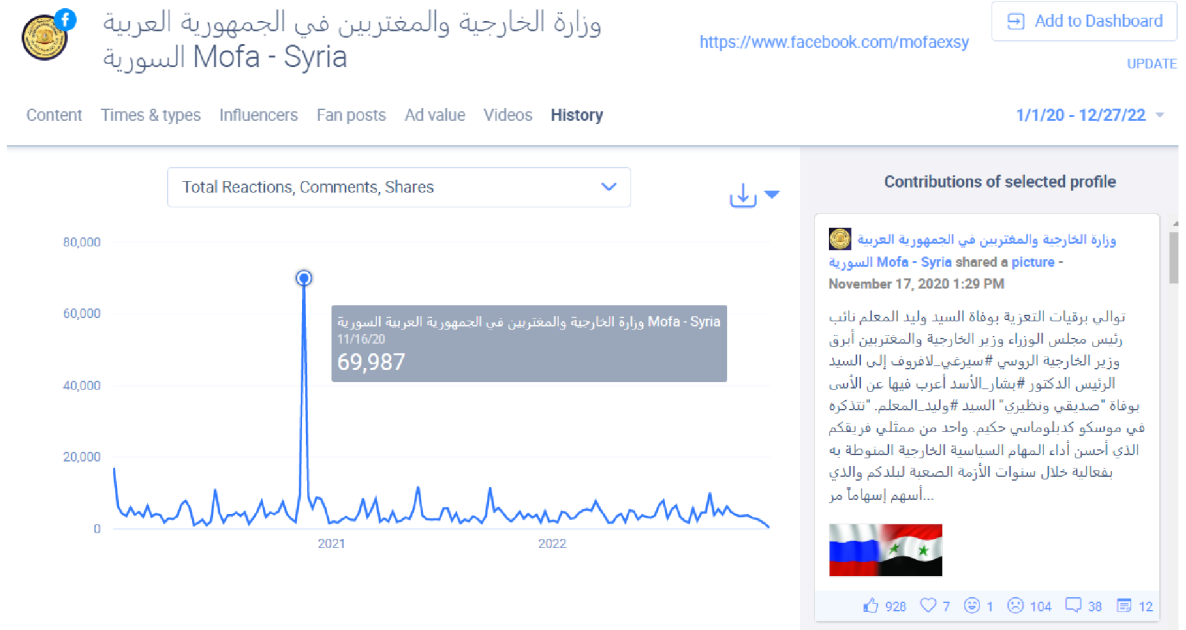 وزارة الخارجية والمغتربين في الجمهورية العربية
السورية Mofa - Syria
https://www.facebook.com/mofaexsy
Add to Dashboard
UPDATE
Content Times & types Influencers Fan posts Ad value Videos History
1/1/20 - 12/27/22
Total Reactions, Comments, Shares
80,000
60,000
40,000
20,000
0
2021 2022
وزارة الخارجية والمغتربين في الجمهورية العربية السورية Mofa - Syria
11/16/20
69,987
Contributions of selected profile
وزارة الخارجية والمغتربين في الجمهورية العربية
السورية Mofa - Syria shared a picture -
November 17, 2020 1:29 PM
توالي برقيات التعزية بوفاة السيد وليد المعلم نائب
رئيس مجلس الوزراء وزير الخارجية والمغتربين أبرق
وزير الخارجية الروسي #سيرغي_لافروف إلى السيد
الرئيس الدكتور #بشار_الأسد أعرب فيها عن الأسى
بوفاة "صديقي ونظيري" السيد #وليد_المعلم. "نتذكره
في موسكو كدبلوماسي حكيم. واحد من ممثلي فريقكم
الذي أحسن أداء المهام السياسية الخارجية المنوطة به
بفعالية خلال سنوات الأزمة الصعبة لبلدكم والذي
أسهم إسهاماً مر...
928 7 1 104 38 12